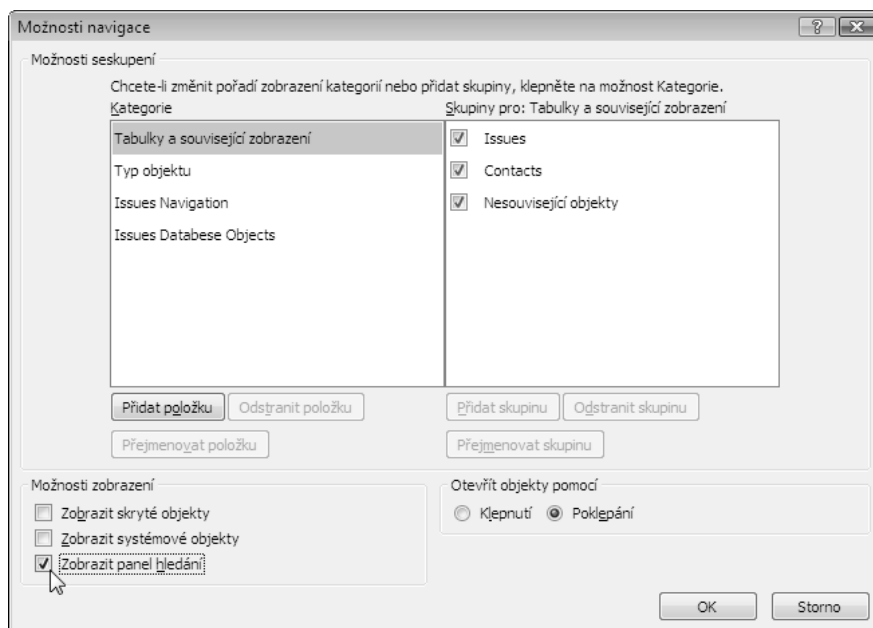 Možnosti navigace
Možnosti seskupení
Chcete-li změnit pořadí zobrazení kategorií nebo přidat skupiny, klepněte na možnost Kategorie.
Kategorie
Skupiny pro: Tabulky a související zobrazení
Tabulky a související zobrazení
Typ objektu
Issues Navigation
Issues Databese Objects
Issues
Contacts
Nesouvisející objekty
Přidat položku
Odstranit položku
Přidat skupinu
Odstranit skupinu
Přejmenovat položku
Přejmenovat skupinu
Možnosti zobrazení
Zobrazit skryté objekty
Zobrazit systémové objekty
Zobrazit panel hledání
Otevřít objekty pomocí
Klepnutí
Poklepání
OK
Storno